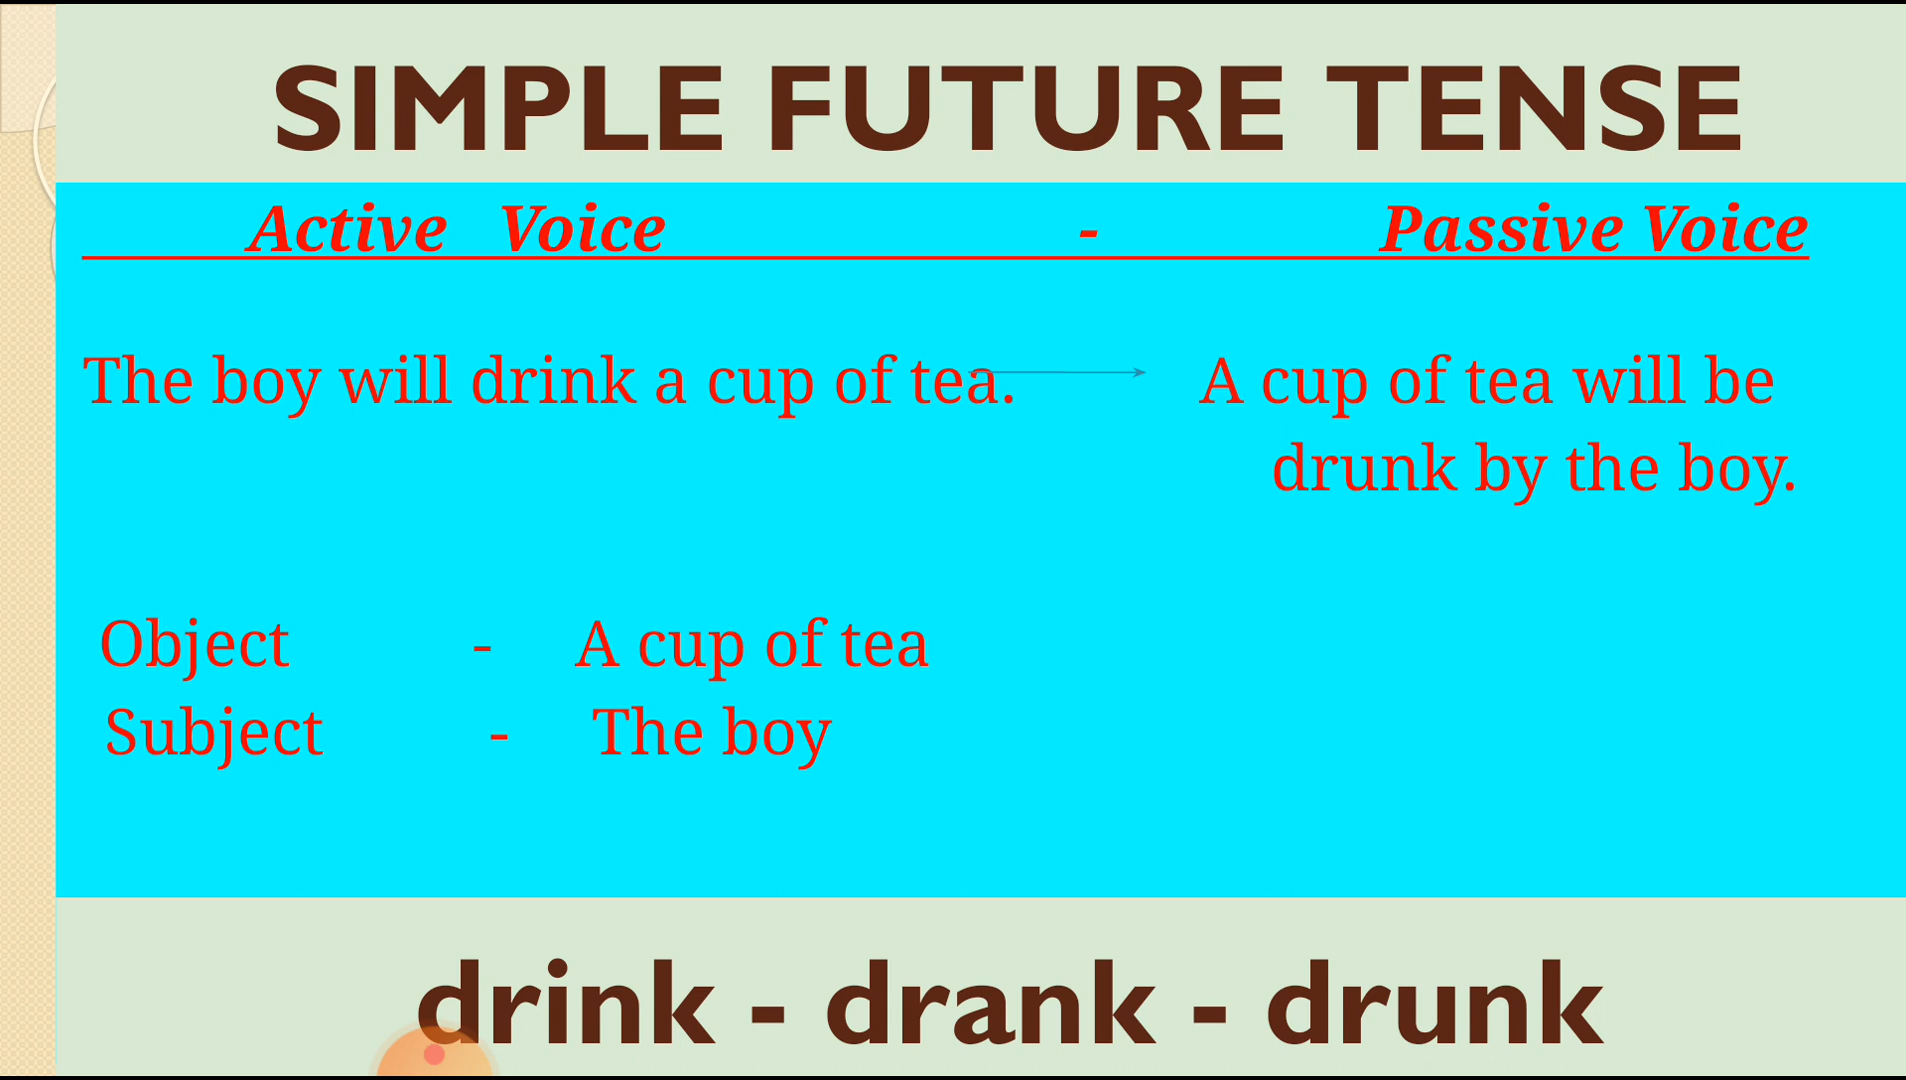 SIMPLE FUTURE TENSE
Active Voice - Passive Voice
The boy will drink a cup of tea. A cup of tea will be
drunk by the boy.
Object - A cup of tea
Subject - The boy
drink - drank - drunk